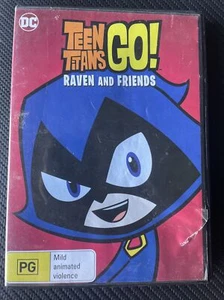 DC
TEEN
TITANS GO!
RAVEN AND FRIENDS
PG
Mild
animated
violence